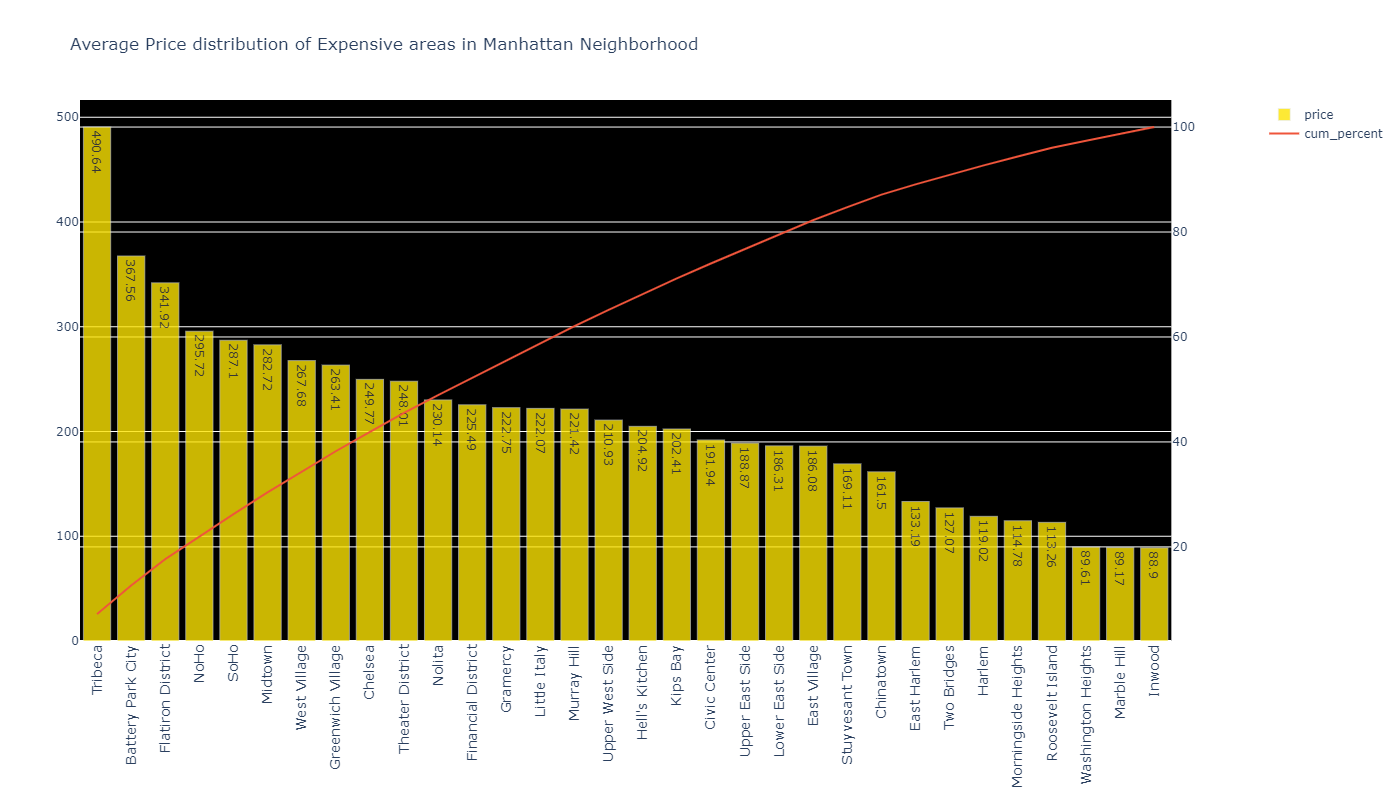 Average Price distribution of Expensive areas in Manhattan Neighborhood
price
cum_percent
500
400
300
200
100
0
100
80
60
40
20
490.64
367.56
341.92
295.72
287.1
282.72
267.68
263.41
249.77
248.01
230.14
225.49
222.75
222.07
221.42
210.93
204.92
202.41
191.94
188.87
186.31
186.08
169.11
161.5
133.19
127.07
119.02
114.78
113.26
89.61
89.17
88.9
Tribeca
Battery Park City
Flatiron District
NoHo
SoHo
Midtown
West Village
Greenwich Village
Chelsea
Theater District
Nolita
Financial District
Gramercy
Little Italy
Murray Hill
Upper West Side
Hell's Kitchen
Kips Bay
Civic Center
Upper East Side
Lower East Side
East Village
Stuyvesant Town
Chinatown
East Harlem
Two Bridges
Harlem
Morningside Heights
Roosevelt Island
Washington Heights
Marble Hill
Inwood